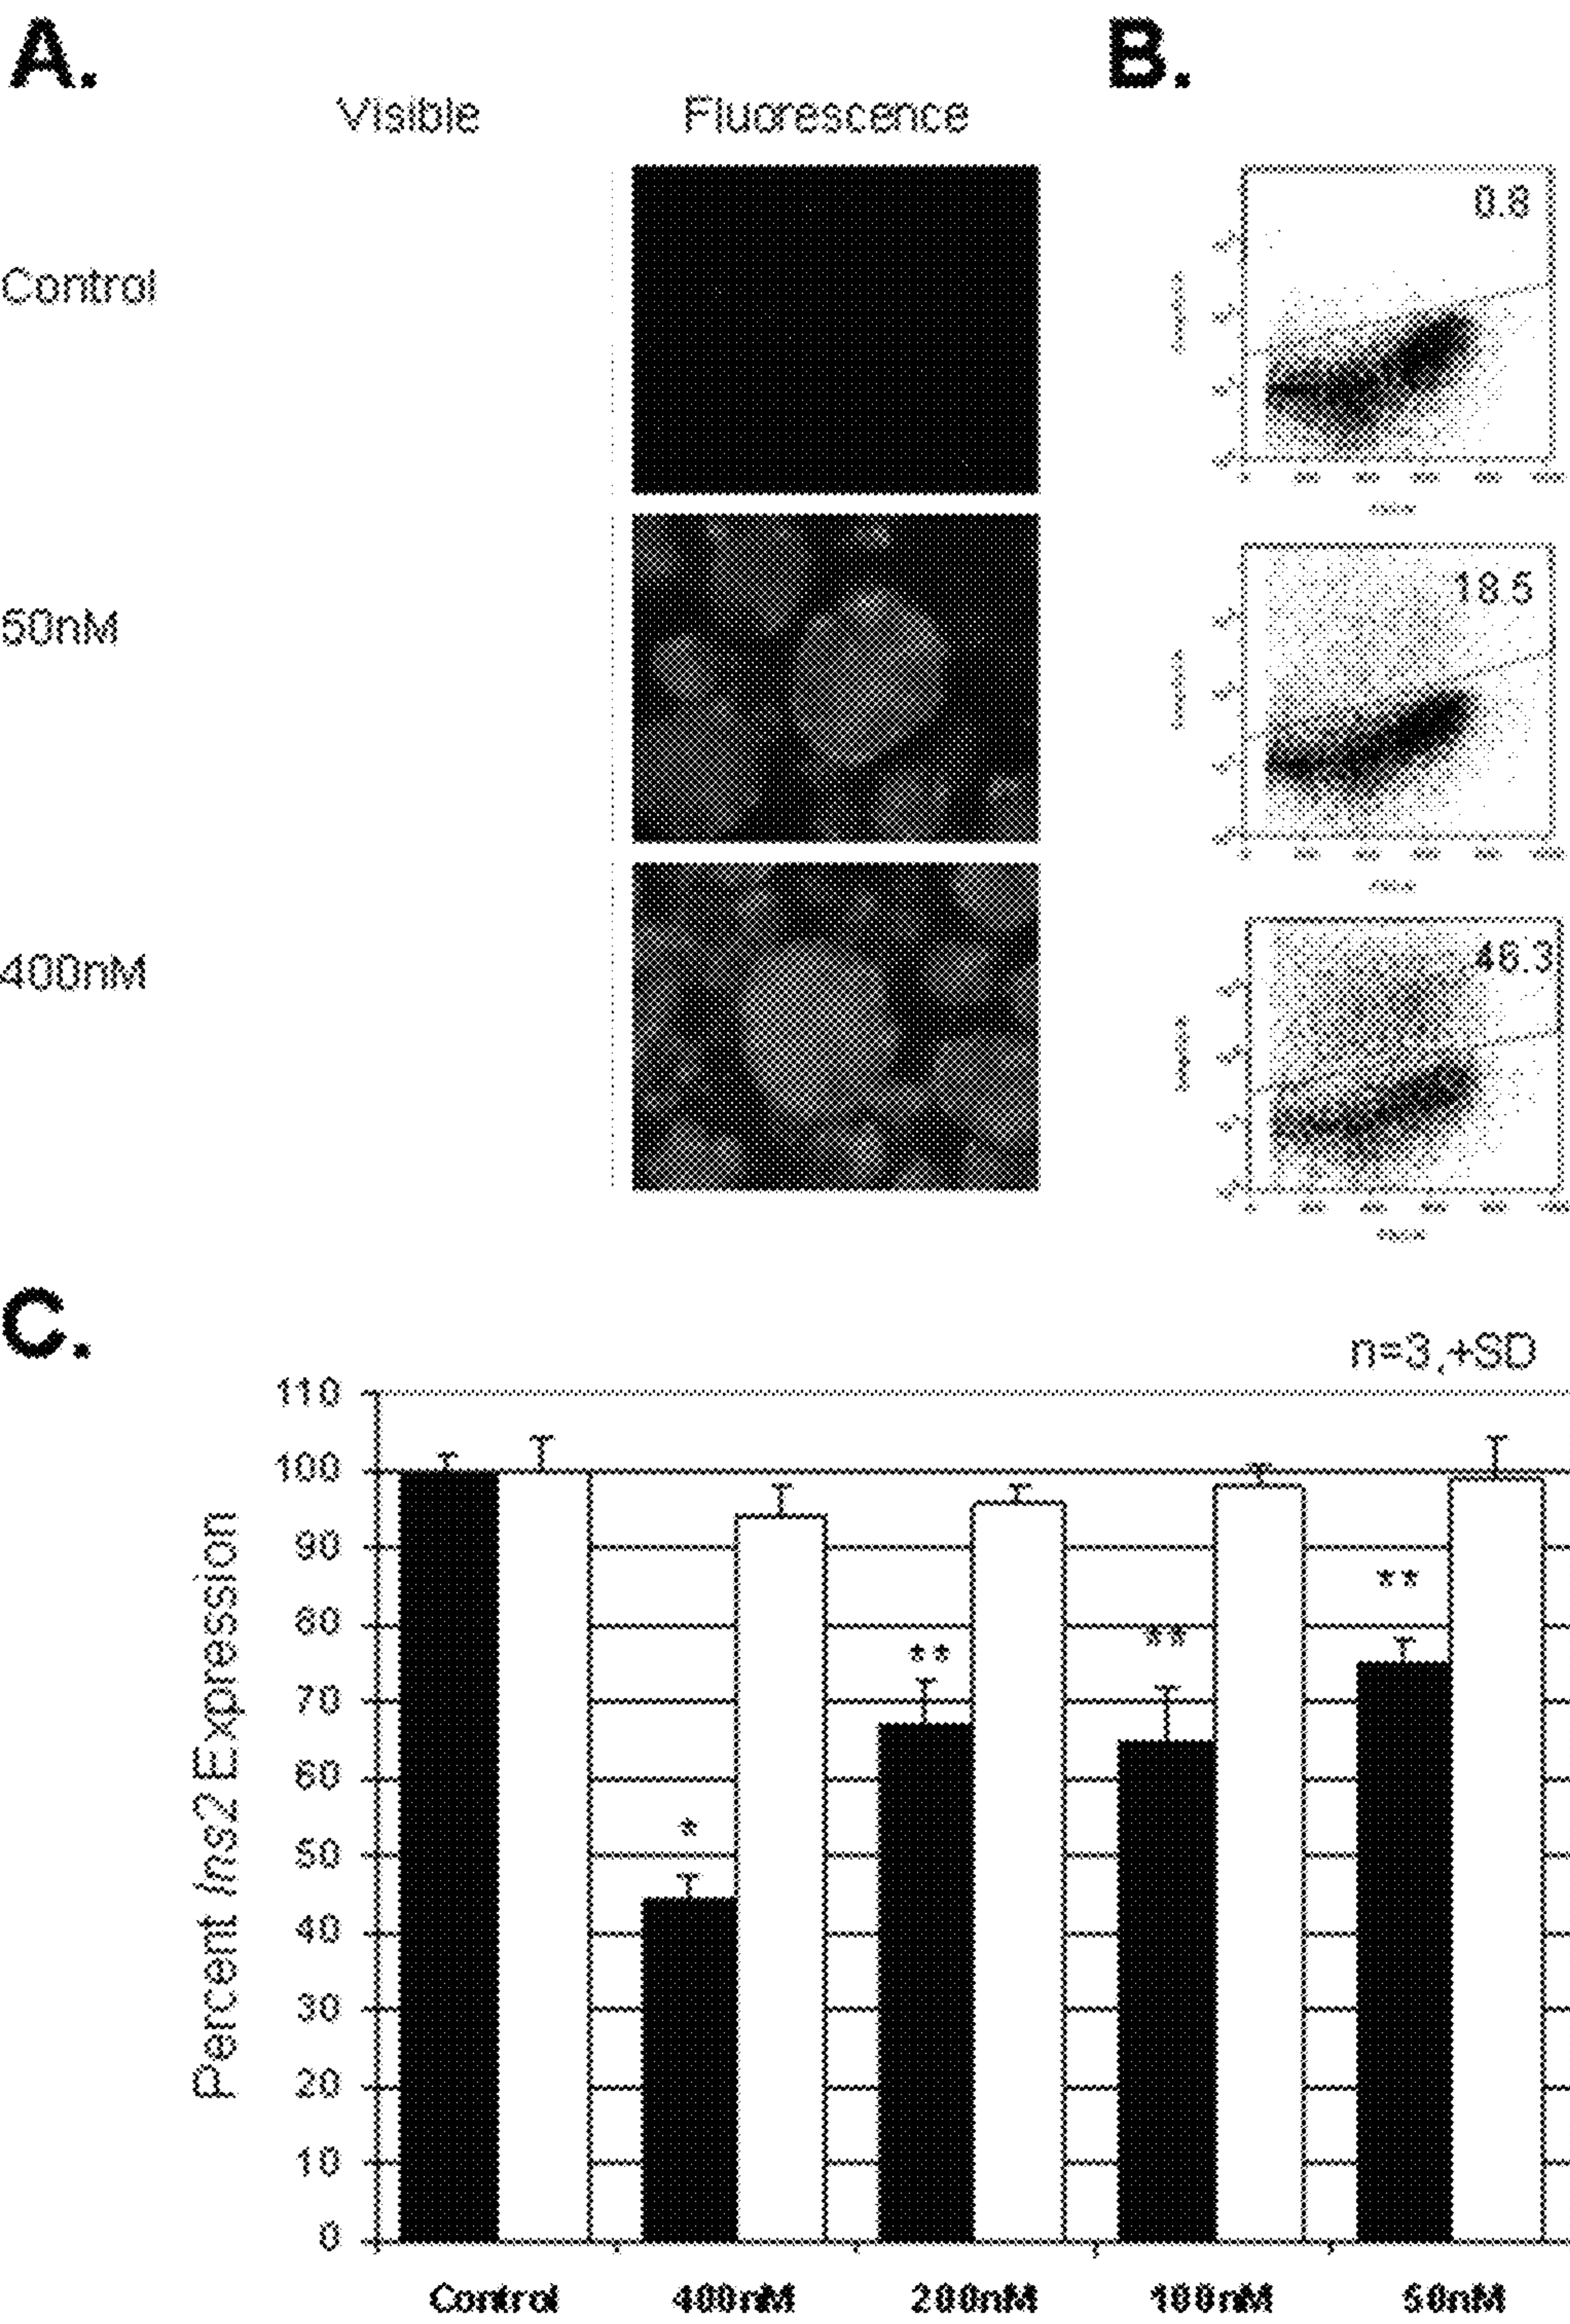 A.
B.
Visible
Fluorescence
Control
0.8
50nM
18.5
400nM
46.3
C.
n=3,+SD
110
100
90
80
70
60
50
40
30
20
10
0
Percent Ins2 Expression
*
**
**
**
Control
400nM
200nM
100nM
50nM